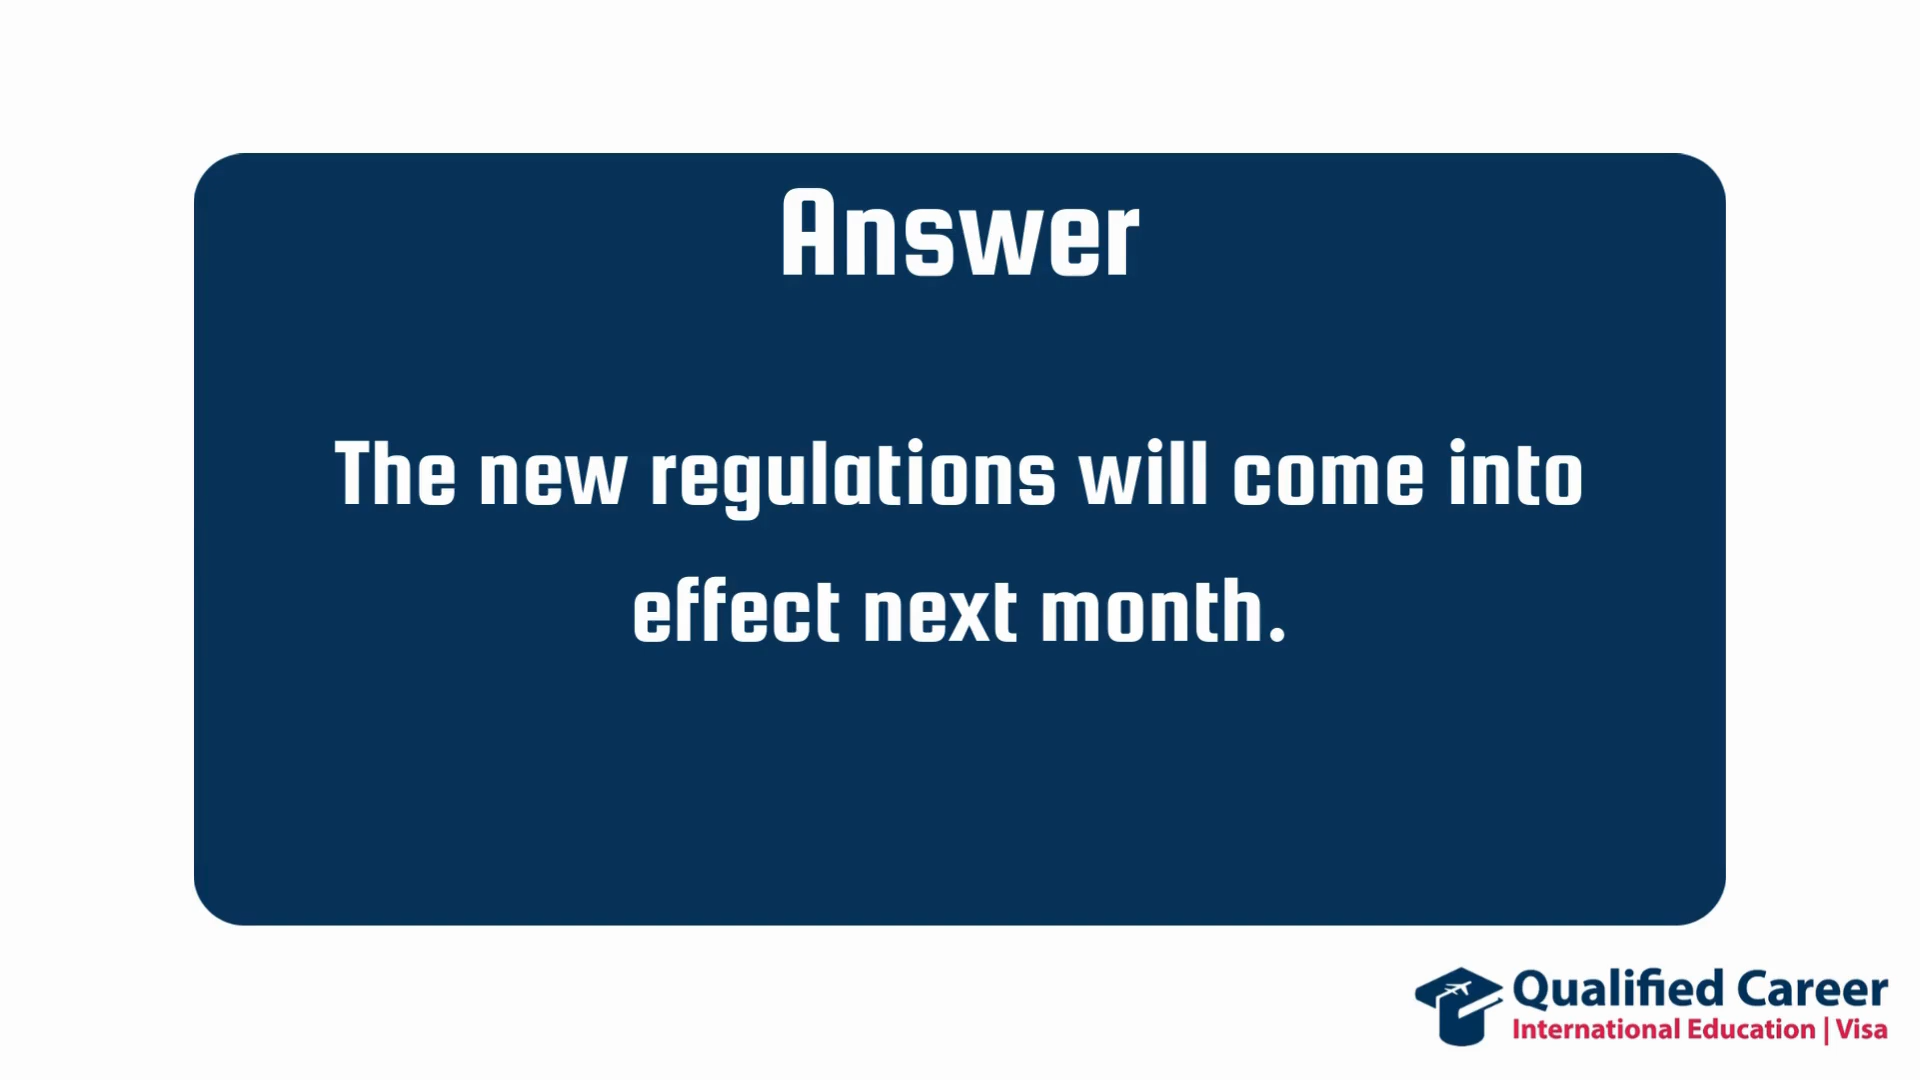 Answer
The new regulations will come into
effect next month.
Qualified Career
International Education | Visa